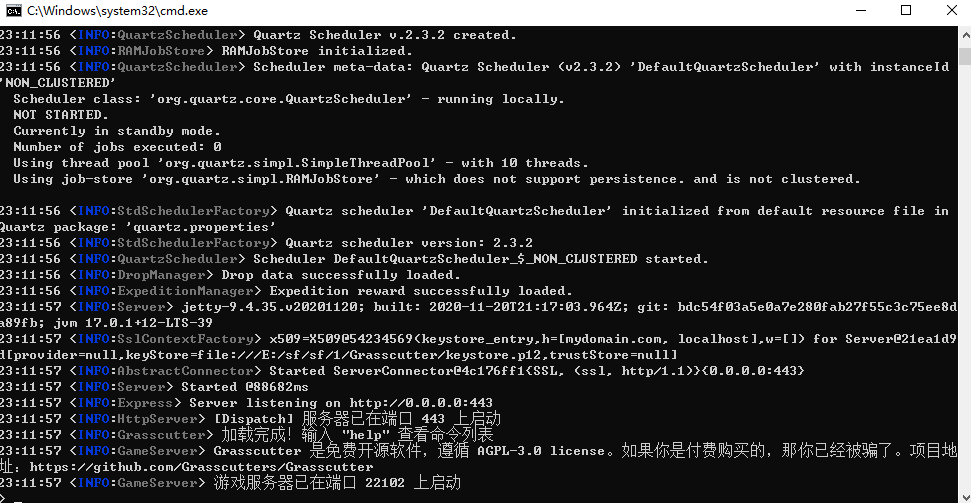 C:\Windows\system32\cmd.exe
23:11:56 <INFO:QuartzScheduler> Quartz Scheduler v.2.3.2 created.
23:11:56 <INFO:RAMJobStore> RAMJobStore initialized.
23:11:56 <INFO:QuartzScheduler> Scheduler meta-data: Quartz Scheduler (v2.3.2) 'DefaultQuartzScheduler' with instanceId
'NON_CLUSTERED'
Scheduler class: 'org.quartz.core.QuartzScheduler' - running locally.
NOT STARTED.
Currently in standby mode.
Number of jobs executed: 0
Using thread pool 'org.quartz.simpl.SimpleThreadPool' - with 10 threads.
Using job-store 'org.quartz.simpl.RAMJobStore' - which does not support persistence. and is not clustered.
23:11:56 <INFO:StdSchedulerFactory> Quartz scheduler 'DefaultQuartzScheduler' initialized from default resource file in
Quartz package: 'quartz.properties'
23:11:56 <INFO:StdSchedulerFactory> Quartz scheduler version: 2.3.2
23:11:56 <INFO:QuartzScheduler> Scheduler DefaultQuartzScheduler_$_NON_CLUSTERED started.
23:11:56 <INFO:DropManager> Drop data successfully loaded.
23:11:56 <INFO:ExpeditionManager> Expedition reward successfully loaded.
23:11:57 <INFO:Server> jetty-9.4.35.v20201120; built: 2020-11-20T21:17:03.964Z; git: bdc54f03a5e0a7e280fab27f55c3c75ee8d
a89fb; jvm 17.0.1+12-LTS-39
23:11:57 <INFO:SslContextFactory> x509=X509@54234569(keystore_entry,h=[mydomain.com, localhost],w=[]) for Server@21ea1d9
d[provider=null,keyStore=file:///E:/sf/sf/1/Grasscutter/keystore.p12,trustStore=null]
23:11:57 <INFO:AbstractConnector> Started ServerConnector@4c176ff1{SSL, (ssl, http/1.1)}{0.0.0.0:443}
23:11:57 <INFO:Server> Started @88682ms
23:11:57 <INFO:Express> Server listening on http://0.0.0.0:443
23:11:57 <INFO:HttpServer> [Dispatch] 服务器已在端口 443 上启动
23:11:57 <INFO:Grasscutter> 加载完成！输入 "help" 查看命令列表
23:11:57 <INFO:GameServer> Grasscutter 是免费开源软件，遵循 AGPL-3.0 license。如果你是付费购买的，那你已经被骗了。项目地
址：https://github.com/Grasscutters/Grasscutter
23:11:57 <INFO:GameServer> 游戏服务器已在端口 22102 上启动
> _